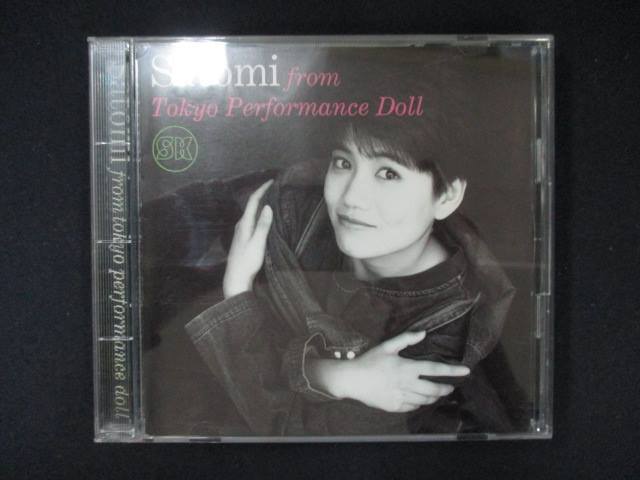 Satomi from
Tokyo Performance Doll
SK
Satomi from tokyo performance doll